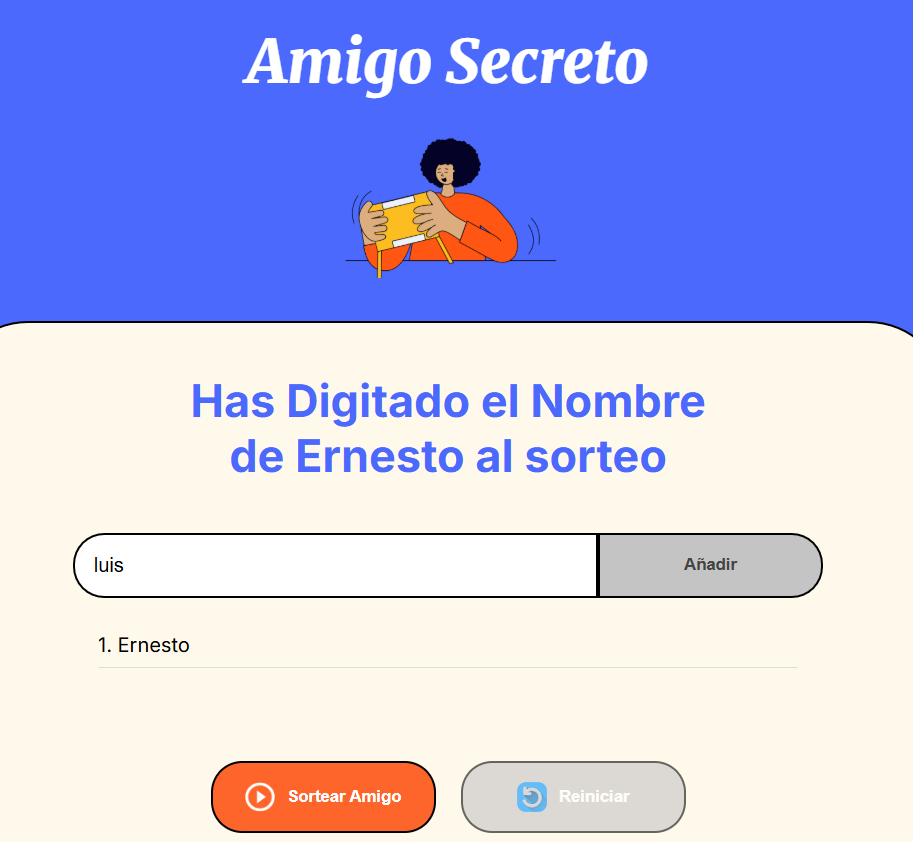 Amigo Secreto
Has Digitado el Nombre
de Ernesto al sorteo
luis
Añadir
1. Ernesto
Sortear Amigo
Reiniciar